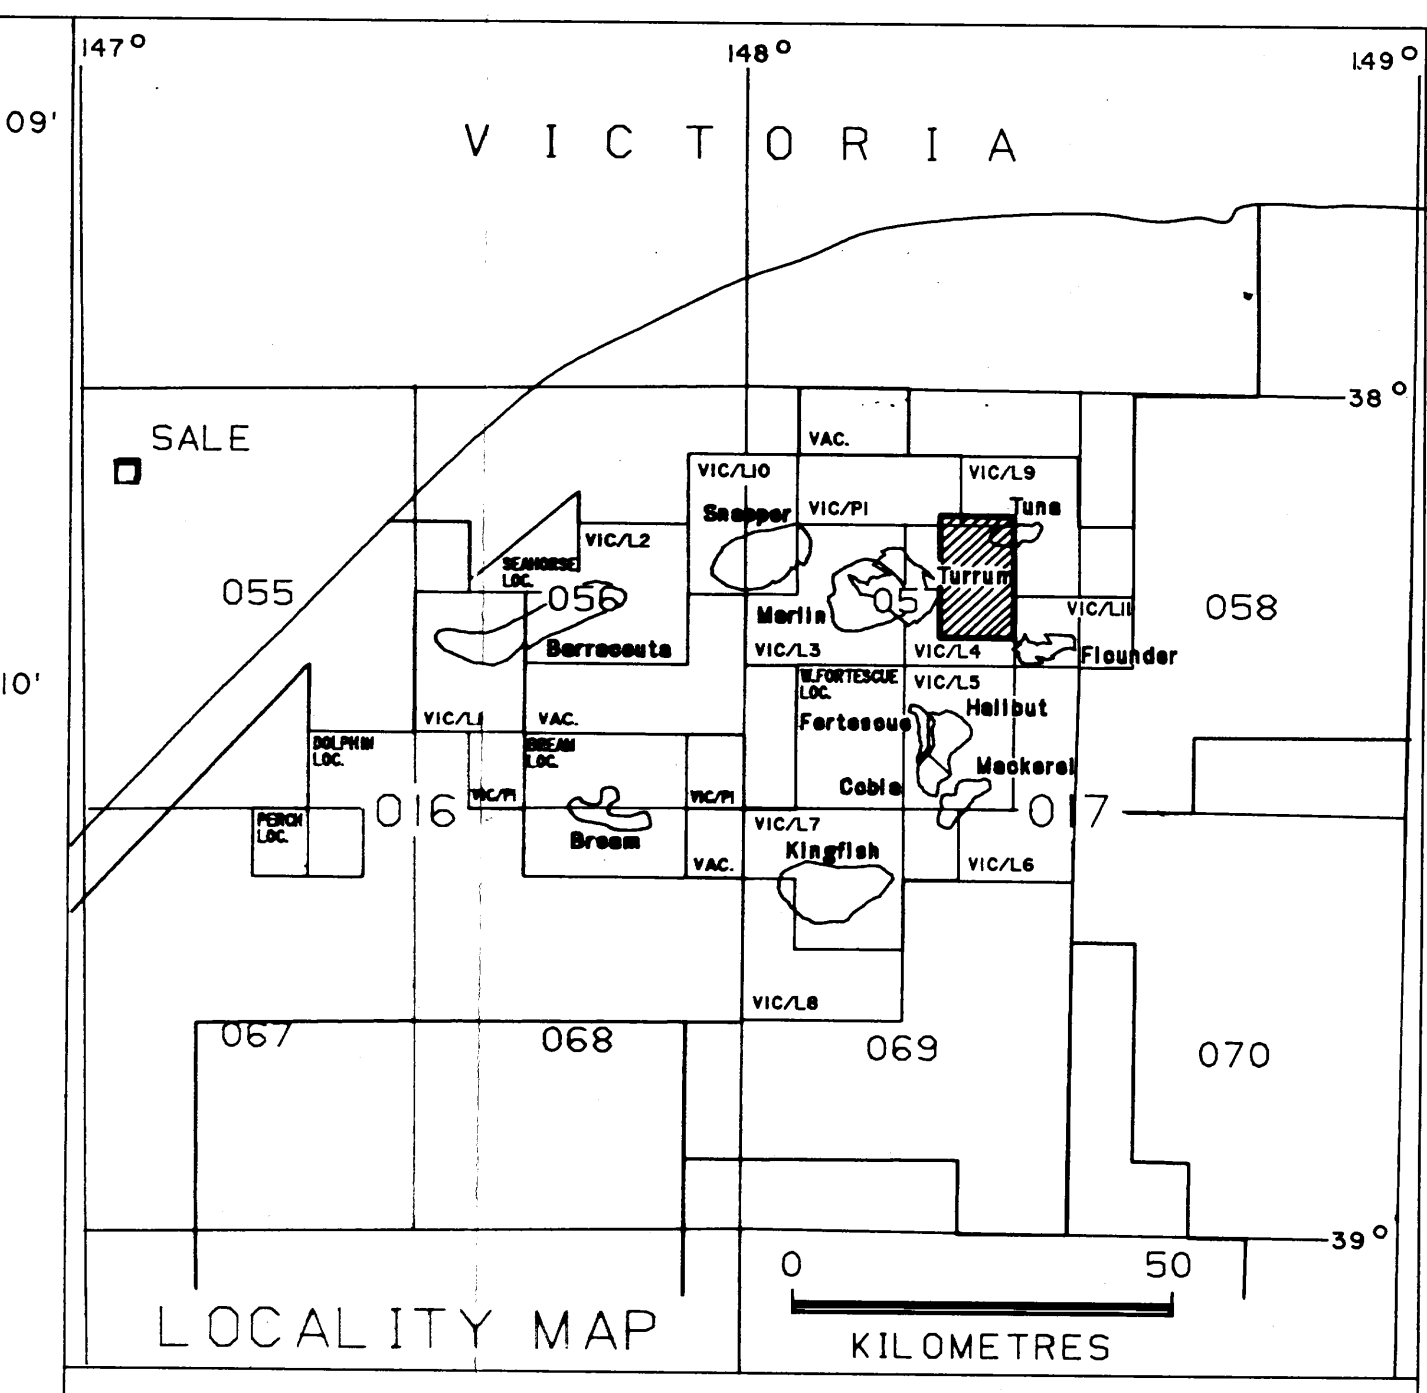 147° 148° 149°
09'
VICTORIA
38°
SALE
VAC.
VIC/L10 VIC/L9
Snapper VIC/P1 Tuna
VIC/L2
SEAHORSE
LOC.
055 056 05 Turrum 058
Marlin VIC/L11
Barracouta VIC/L3 VIC/L4 Flounder
10'
W.FORTESCUE
LOC.
VIC/L5
Fortescue Halibut
VIC/L1 VAC.
DOLPHIN
LOC.
BREAM
LOC.
Mackerel
Cobia
VIC/P1 VIC/P1
016 017
PERCH
LOC.
VIC/L7
Bream Kingfish
VAC. VIC/L6
VIC/L8
067 068 069 070
39°
0 50
LOCALITY MAP
KILOMETRES